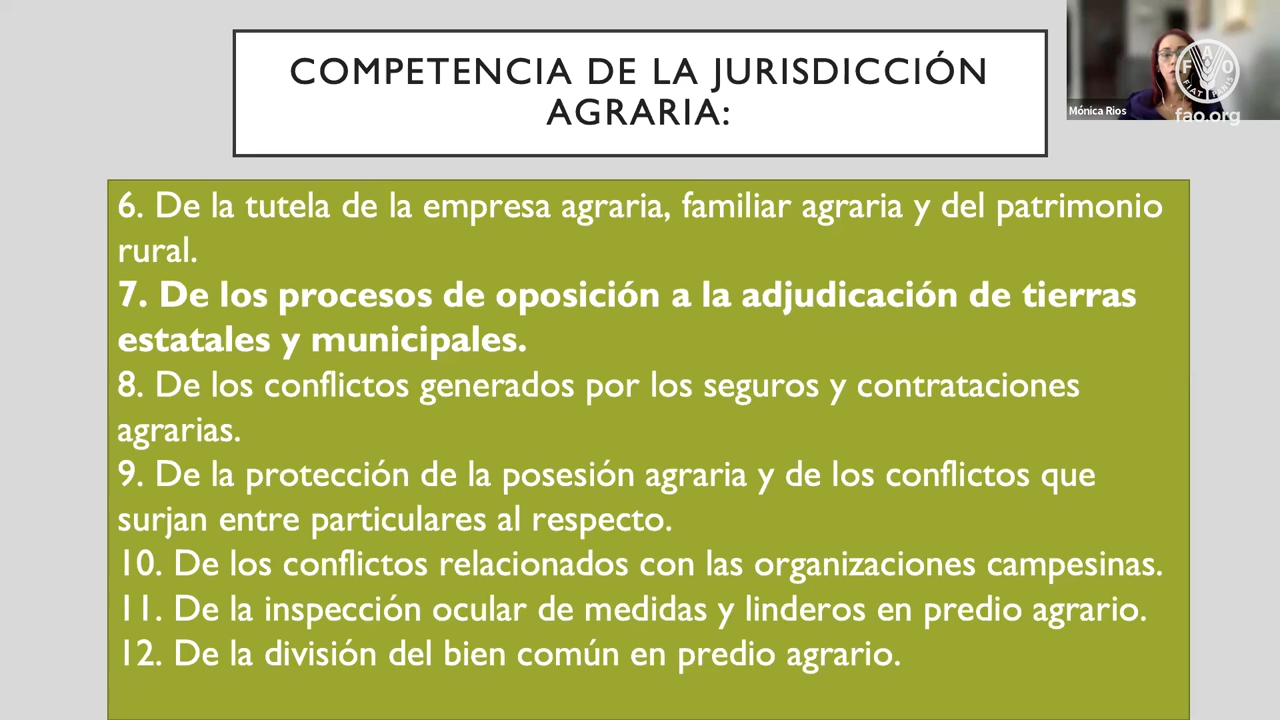 COMPETENCIA DE LA JURISDICCIÓN
AGRARIA:
Mónica Rios
F A O
FIAT PANIS
fao.org
6. De la tutela de la empresa agraria, familiar agraria y del patrimonio
rural.
7. De los procesos de oposición a la adjudicación de tierras
estatales y municipales.
8. De los conflictos generados por los seguros y contrataciones
agrarias.
9. De la protección de la posesión agraria y de los conflictos que
surjan entre particulares al respecto.
10. De los conflictos relacionados con las organizaciones campesinas.
11. De la inspección ocular de medidas y linderos en predio agrario.
12. De la división del bien común en predio agrario.